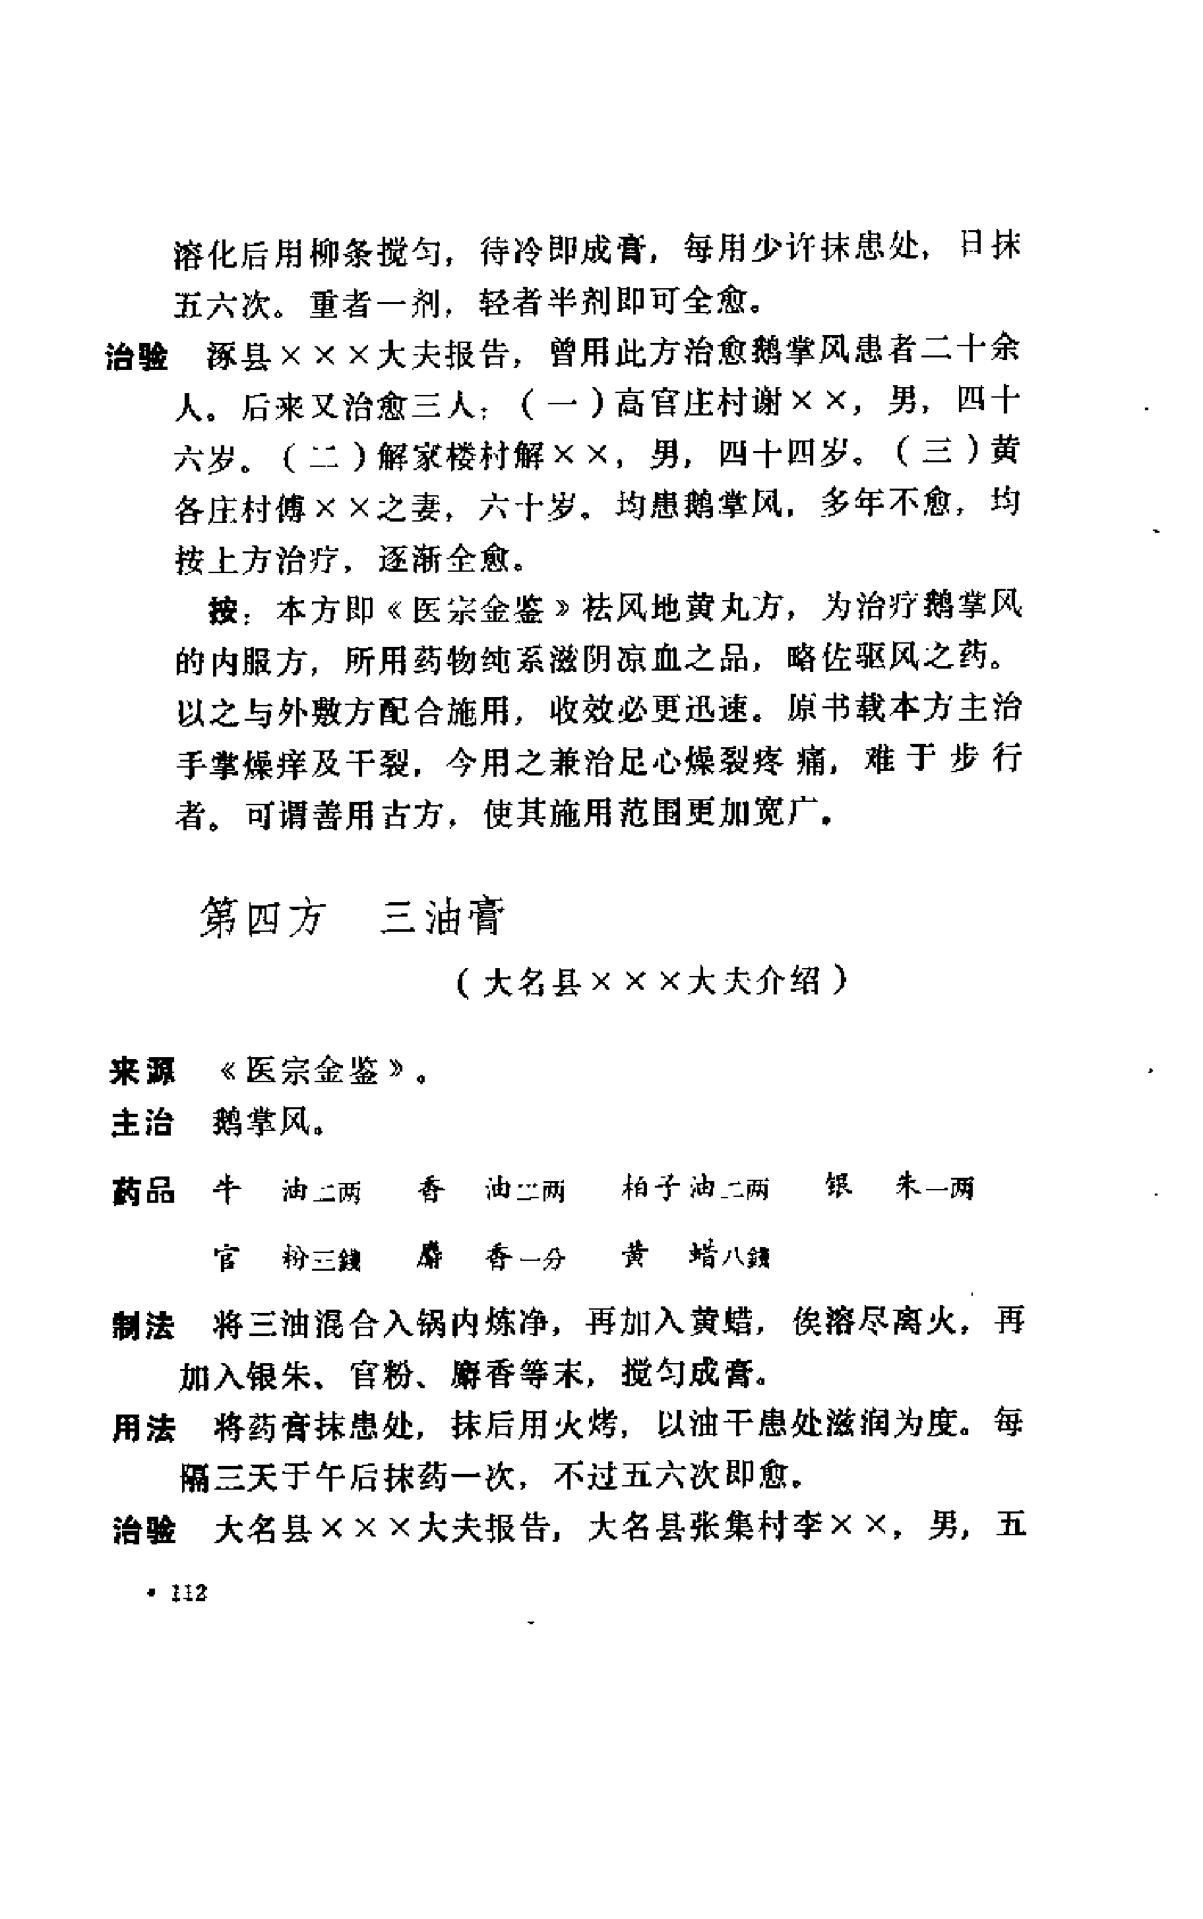 溶化后用柳条搅匀，待冷即成膏，每用少许抹患处，日抹
五六次。重者一剂，轻者半剂即可全愈。
治验 涿县×××大夫报告，曾用此方治愈鹅掌风患者二十余
人。后来又治愈三人：（一）高官庄村谢××，男，四十
六岁。（二）解家楼村解××，男，四十四岁。（三）黄
各庄村傅××之妻，六十岁。均患鹅掌风，多年不愈，均
按上方治疗，逐渐全愈。
按：本方即《医宗金鉴》祛风地黄丸方，为治疗鹅掌风
的内服方，所用药物纯系滋阴凉血之品，略佐驱风之药。
以之与外敷方配合施用，收效必更迅速。原书载本方主治
手掌燥痒及干裂，今用之兼治足心燥裂疼痛，难于步行
者。可谓善用古方，使其施用范围更加宽广。
第四方 三油膏
（大名县×××大夫介绍）
来源 《医宗金鉴》。
主治 鹅掌风。
药品 牛 油二两 香 油二两 柏子油二两 银 朱一两
官 粉三錢 麝 香一分 黄 蜡八錢
制法 将三油混合入锅内炼净，再加入黄蜡，俟溶尽离火，再
加入银朱、官粉、麝香等末，搅匀成膏。
用法 将药膏抹患处，抹后用火烤，以油干患处滋润为度。每
隔三天于午后抹药一次，不过五六次即愈。
治验 大名县×××大夫报告，大名县张集村李××，男，五
· 112